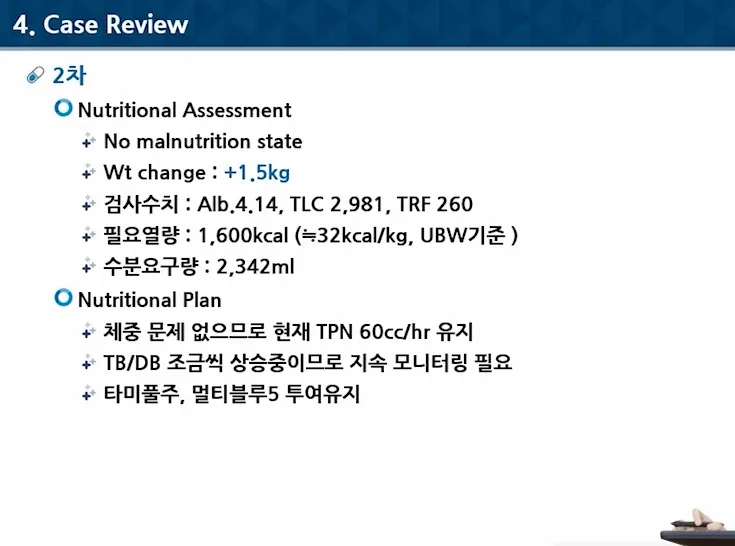 4. Case Review
2차
Nutritional Assessment
No malnutrition state
Wt change : +1.5kg
검사수치 : Alb.4.14, TLC 2,981, TRF 260
필요열량 : 1,600kcal (≒32kcal/kg, UBW기준 )
수분요구량 : 2,342ml
Nutritional Plan
체중 문제 없으므로 현재 TPN 60cc/hr 유지
TB/DB 조금씩 상승중이므로 지속 모니터링 필요
타미풀주, 멀티블루5 투여유지